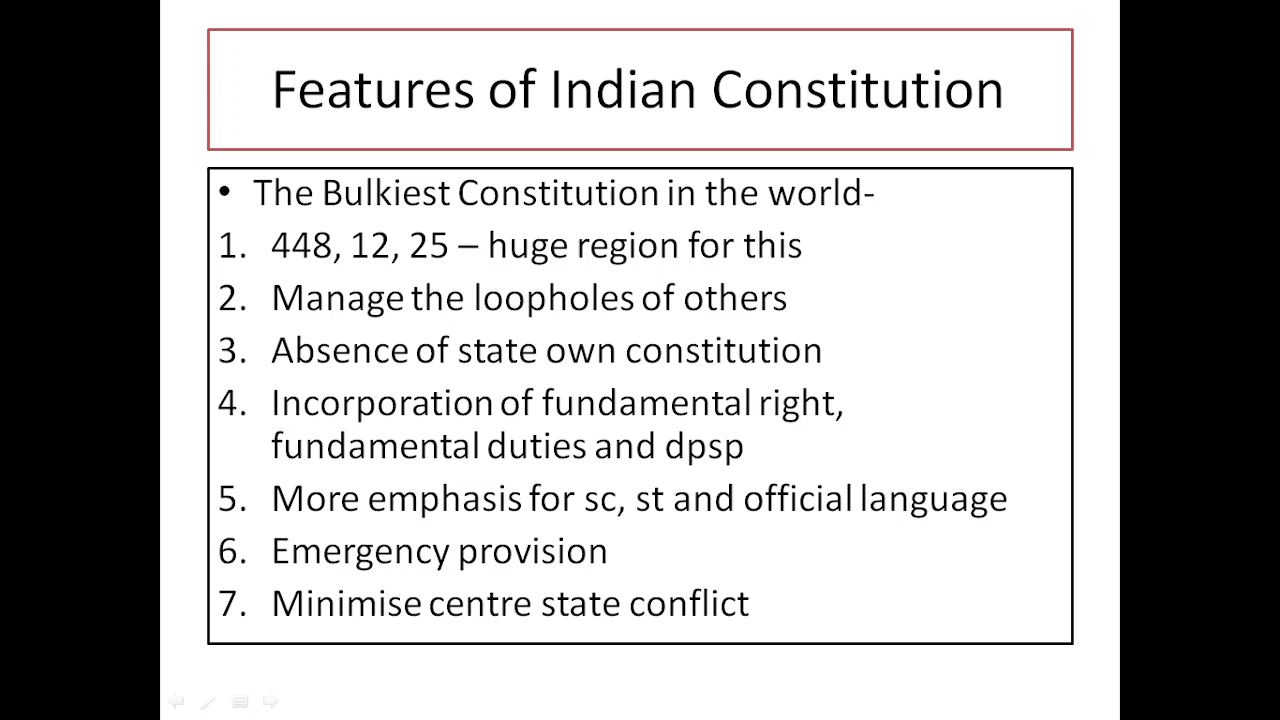 Features of Indian Constitution
• The Bulkiest Constitution in the world-
1. 448, 12, 25 – huge region for this
2. Manage the loopholes of others
3. Absence of state own constitution
4. Incorporation of fundamental right,
fundamental duties and dpsp
5. More emphasis for sc, st and official language
6. Emergency provision
7. Minimise centre state conflict